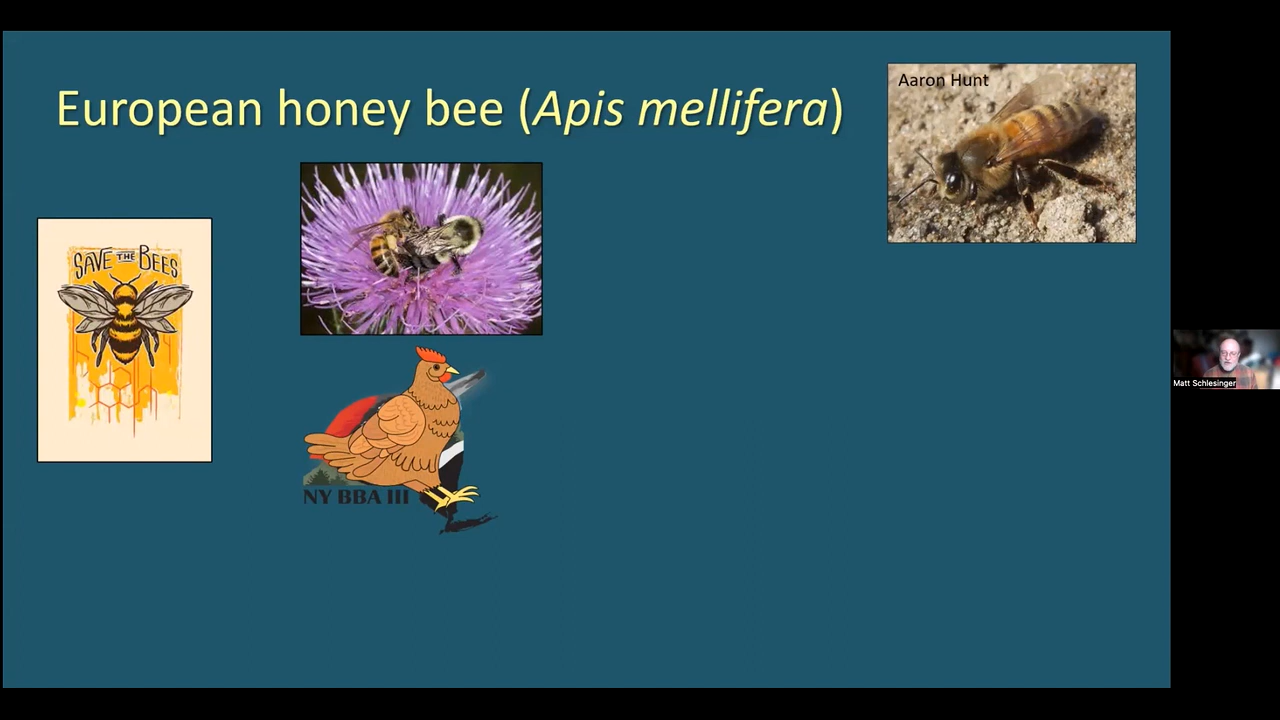 European honey bee (Apis mellifera)
Aaron Hunt
SAVE THE BEES
NY BBA III
Matt Schlesinger